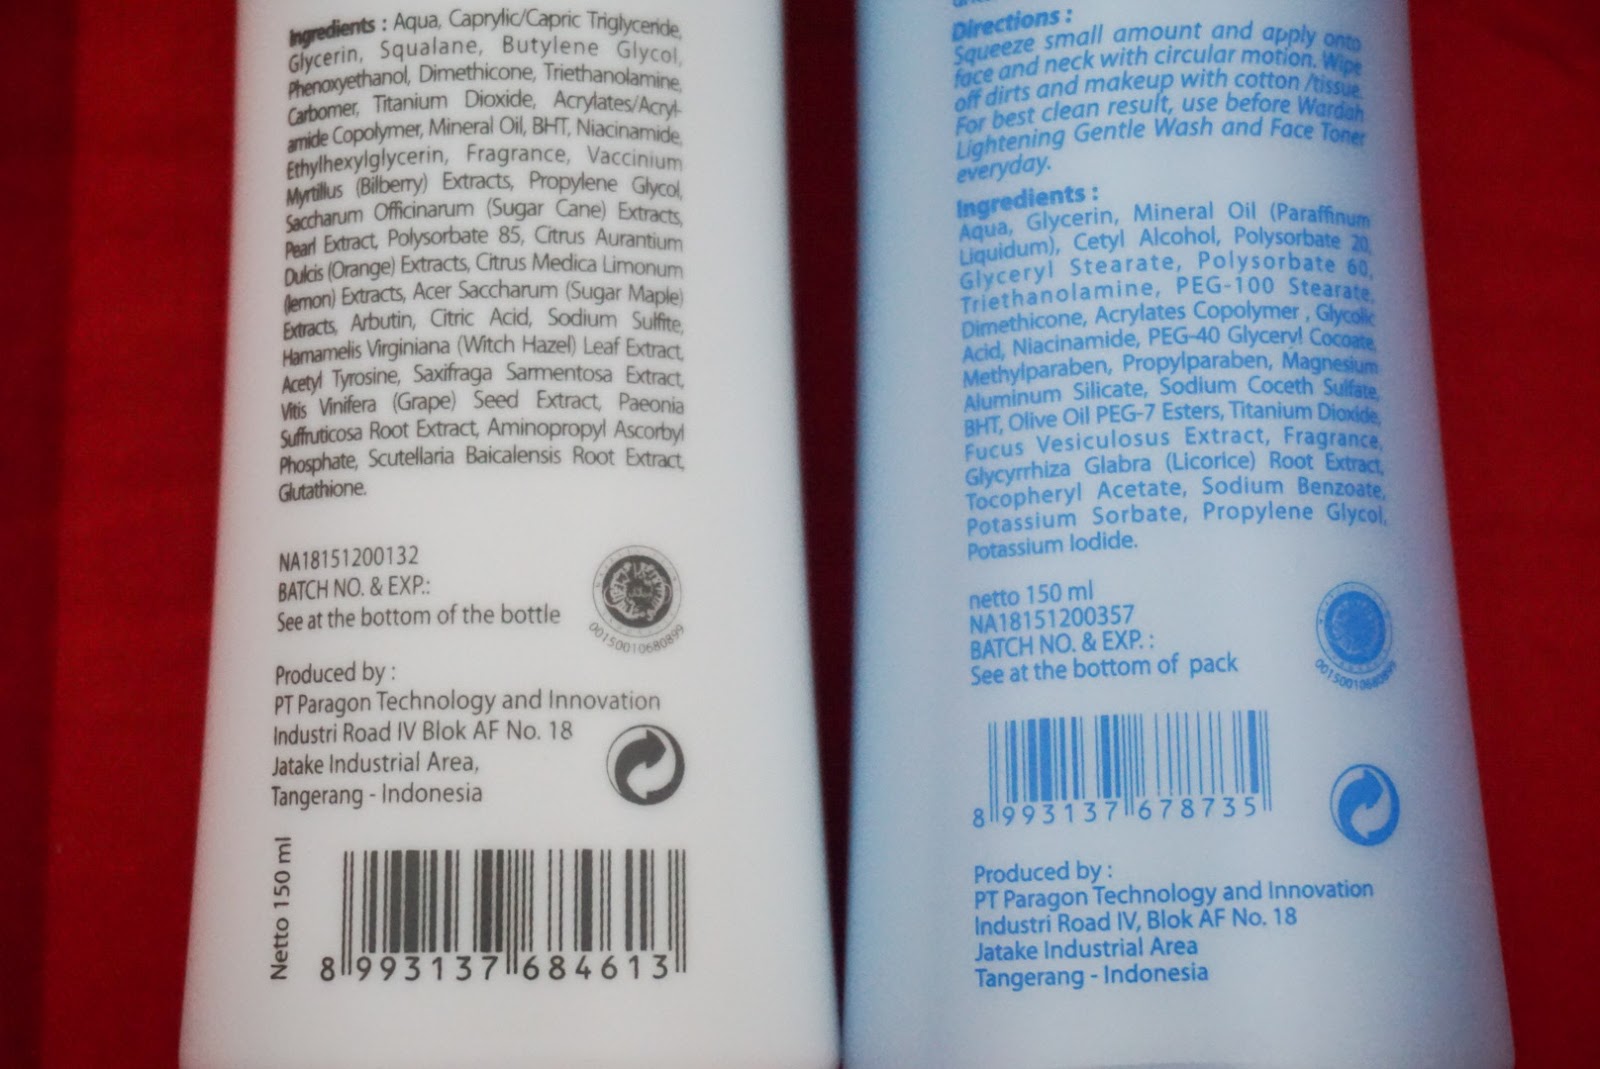 Ingredients : Aqua, Caprylic/Capric Triglyceride,
Glycerin, Squalane, Butylene Glycol,
Phenoxyethanol, Dimethicone, Triethanolamine,
Carbomer, Titanium Dioxide, Acrylates/Acryl-
amide Copolymer, Mineral Oil, BHT, Niacinamide,
Ethylhexylglycerin, Fragrance, Vaccinium
Myrtillus (Bilberry) Extracts, Propylene Glycol,
Saccharum Officinarum (Sugar Cane) Extracts,
Pearl Extract, Polysorbate 85, Citrus Aurantium
Dulcis (Orange) Extracts, Citrus Medica Limonum
(lemon) Extracts, Acer Saccharum (Sugar Maple)
Extracts, Arbutin, Citric Acid, Sodium Sulfite,
Hamamelis Virginiana (Witch Hazel) Leaf Extract,
Acetyl Tyrosine, Saxifraga Sarmentosa Extract,
Vitis Vinifera (Grape) Seed Extract, Paeonia
Suffruticosa Root Extract, Aminopropyl Ascorbyl
Phosphate, Scutellaria Baicalensis Root Extract,
Glutathione.
NA18151200132
BATCH NO. & EXP.:
See at the bottom of the bottle
00150010680899
Produced by :
PT Paragon Technology and Innovation
Industri Road IV Blok AF No. 18
Jatake Industrial Area,
Tangerang - Indonesia
Netto 150 ml
8 993137 684613
Directions :
Squeeze small amount and apply onto
face and neck with circular motion. Wipe
off dirts and makeup with cotton /tissue.
For best clean result, use before Wardah
Lightening Gentle Wash and Face Toner
everyday.
Ingredients :
Aqua, Glycerin, Mineral Oil (Paraffinum
Liquidum), Cetyl Alcohol, Polysorbate 20,
Glyceryl Stearate, Polysorbate 60,
Triethanolamine, PEG-100 Stearate,
Dimethicone, Acrylates Copolymer , Glycolic
Acid, Niacinamide, PEG-40 Glyceryl Cocoate,
Methylparaben, Propylparaben, Magnesium
Aluminum Silicate, Sodium Coceth Sulfate,
BHT, Olive Oil PEG-7 Esters, Titanium Dioxide,
Fucus Vesiculosus Extract, Fragrance,
Glycyrrhiza Glabra (Licorice) Root Extract,
Tocopheryl Acetate, Sodium Benzoate,
Potassium Sorbate, Propylene Glycol,
Potassium Iodide.
netto 150 ml
NA18151200357
BATCH NO. & EXP. :
See at the bottom of pack
00150010680899
8 993137 678735
Produced by :
PT Paragon Technology and Innovation
Industri Road IV, Blok AF No. 18
Jatake Industrial Area
Tangerang - Indonesia